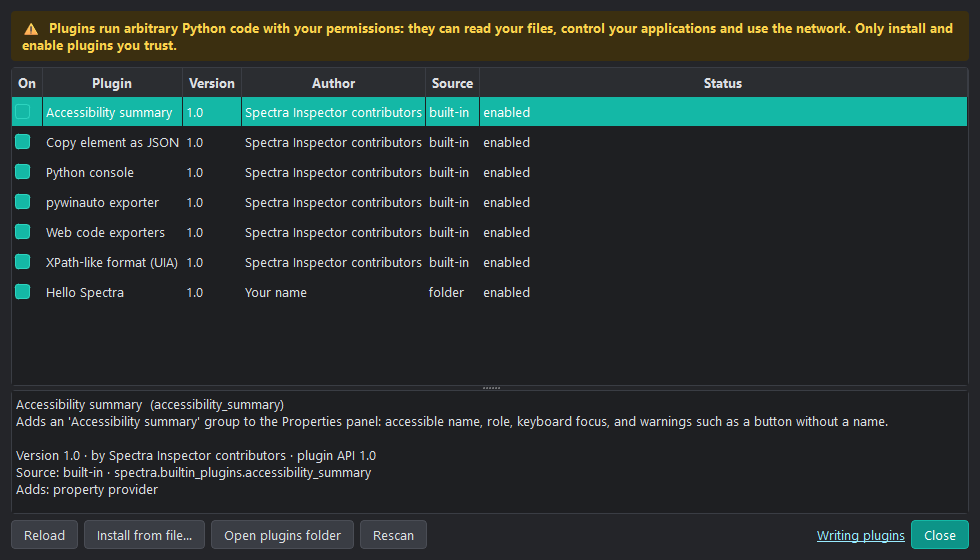 ⚠ Plugins run arbitrary Python code with your permissions: they can read your files, control your applications and use the network. Only install and
enable plugins you trust.
On Plugin Version Author Source Status
Accessibility summary 1.0 Spectra Inspector contributors built-in enabled
Copy element as JSON 1.0 Spectra Inspector contributors built-in enabled
Python console 1.0 Spectra Inspector contributors built-in enabled
pywinauto exporter 1.0 Spectra Inspector contributors built-in enabled
Web code exporters 1.0 Spectra Inspector contributors built-in enabled
XPath-like format (UIA) 1.0 Spectra Inspector contributors built-in enabled
Hello Spectra 1.0 Your name folder enabled
Accessibility summary (accessibility_summary)
Adds an 'Accessibility summary' group to the Properties panel: accessible name, role, keyboard focus, and warnings such as a button without a name.
Version 1.0 · by Spectra Inspector contributors · plugin API 1.0
Source: built-in · spectra.builtin_plugins.accessibility_summary
Adds: property provider
Reload Install from file... Open plugins folder Rescan Writing plugins Close